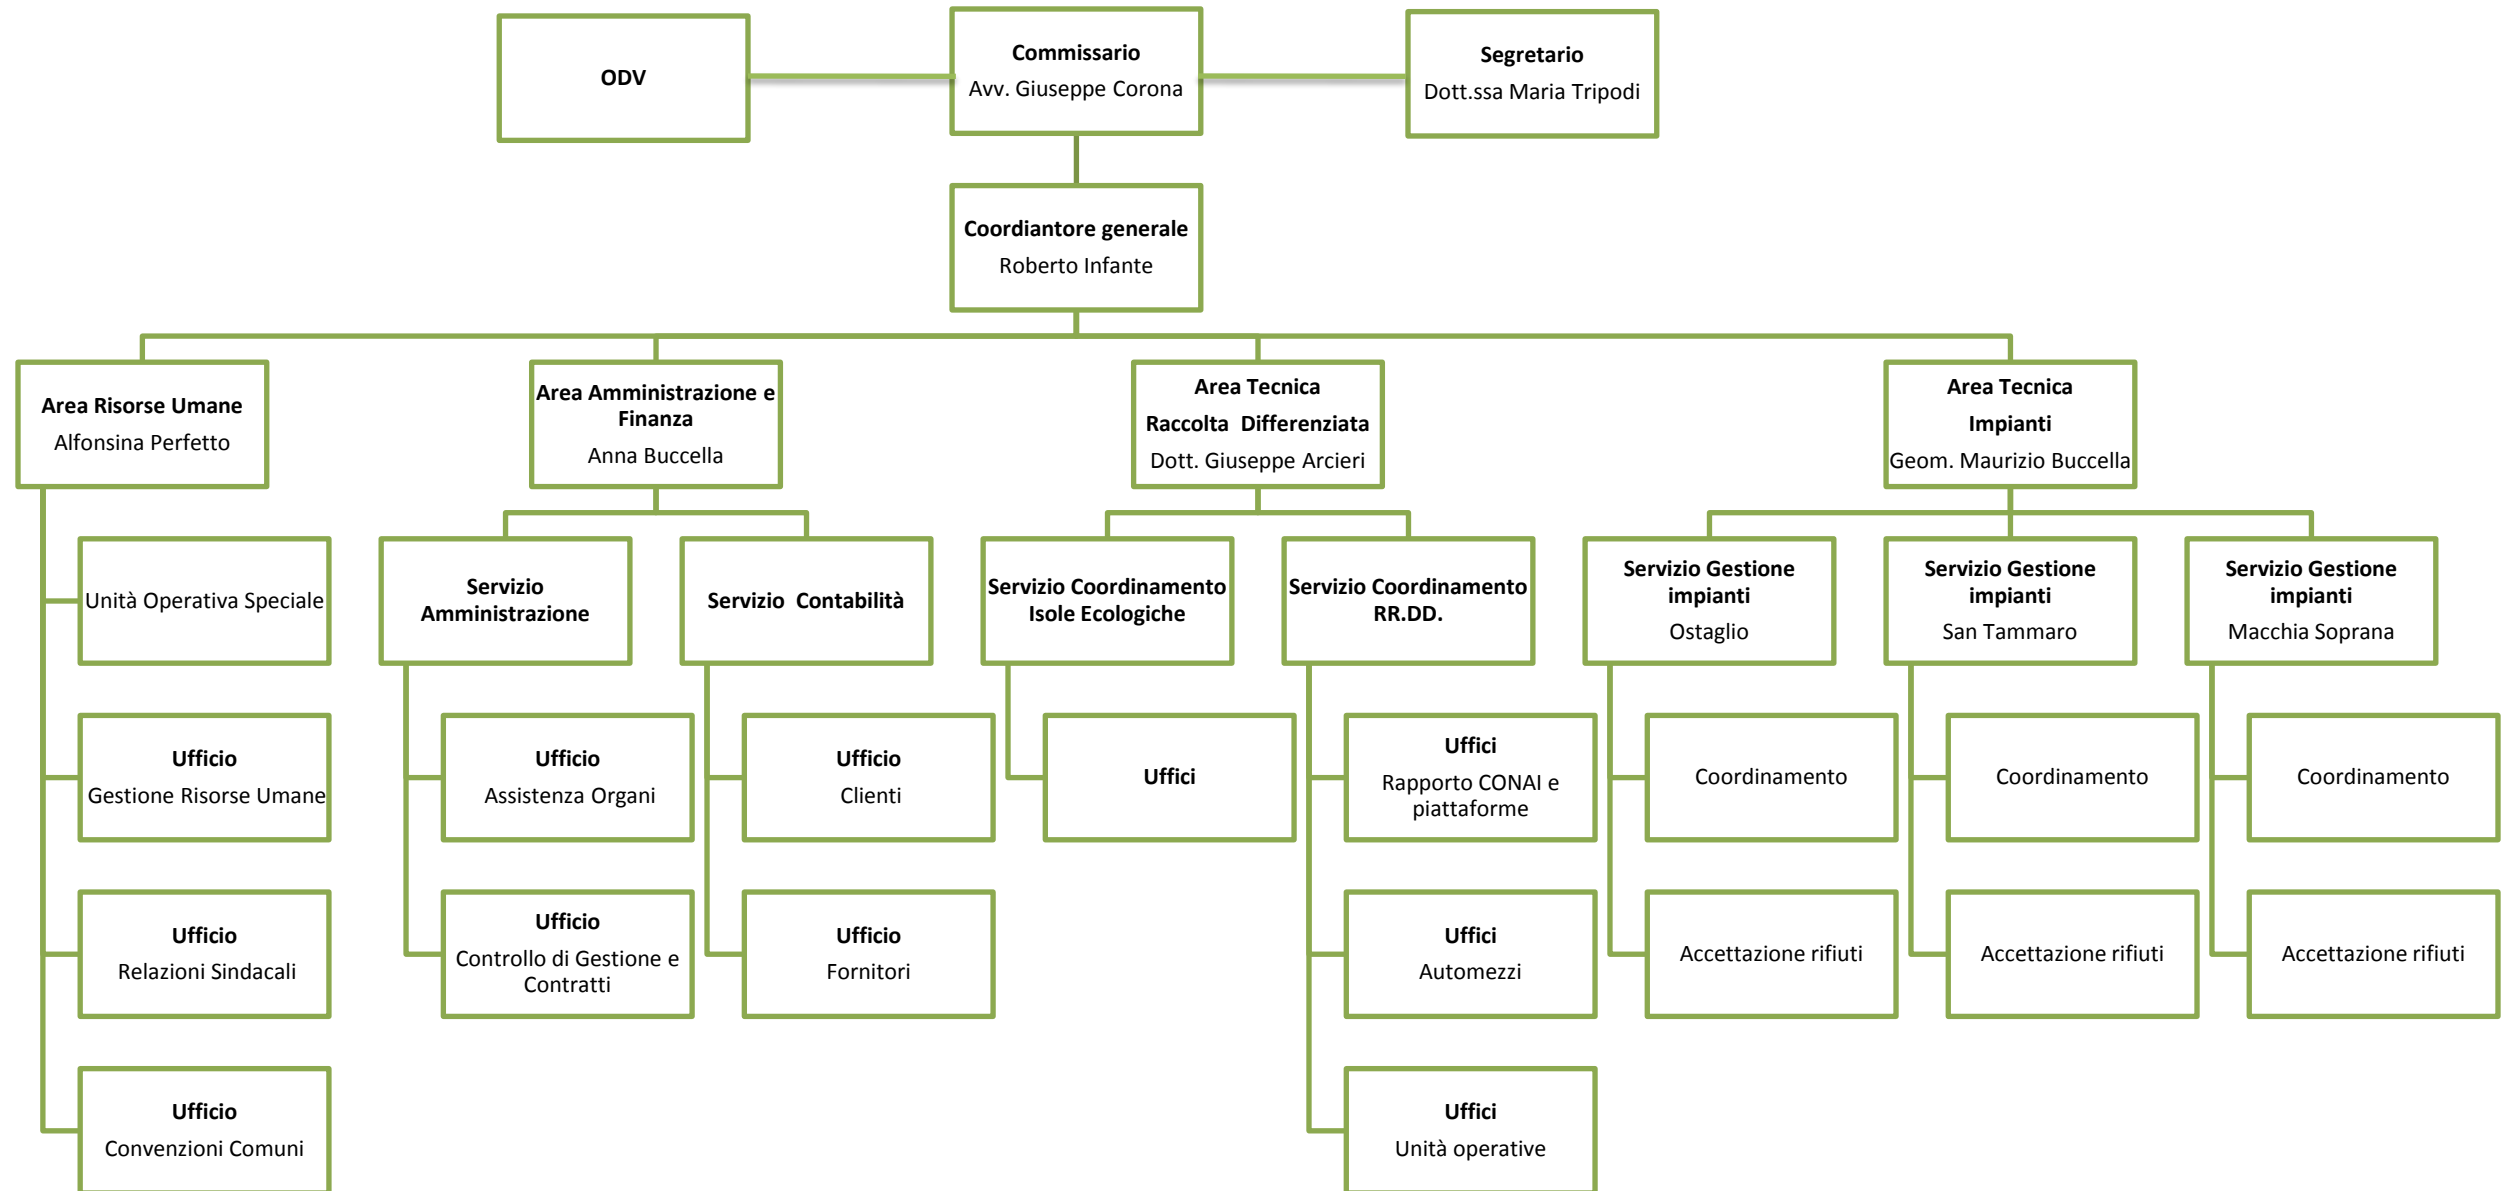 ODV
Commissario
Avv. Giuseppe Corona
Segretario
Dott.ssa Maria Tripodi
Coordiantore generale
Roberto Infante
Area Risorse Umane
Alfonsina Perfetto
Area Amministrazione e
Finanza
Anna Buccella
Area Tecnica
Raccolta Differenziata
Dott. Giuseppe Arcieri
Area Tecnica
Impianti
Geom. Maurizio Buccella
Unità Operativa Speciale
Servizio
Amministrazione
Servizio Contabilità
Servizio Coordinamento
Isole Ecologiche
Servizio Coordinamento
RR.DD.
Servizio Gestione
impianti
Ostaglio
Servizio Gestione
impianti
San Tammaro
Servizio Gestione
impianti
Macchia Soprana
Ufficio
Gestione Risorse Umane
Ufficio
Assistenza Organi
Ufficio
Clienti
Uffici
Uffici
Rapporto CONAI e
piattaforme
Coordinamento
Coordinamento
Coordinamento
Ufficio
Relazioni Sindacali
Ufficio
Controllo di Gestione e
Contratti
Ufficio
Fornitori
Uffici
Automezzi
Accettazione rifiuti
Accettazione rifiuti
Accettazione rifiuti
Ufficio
Convenzioni Comuni
Uffici
Unità operative